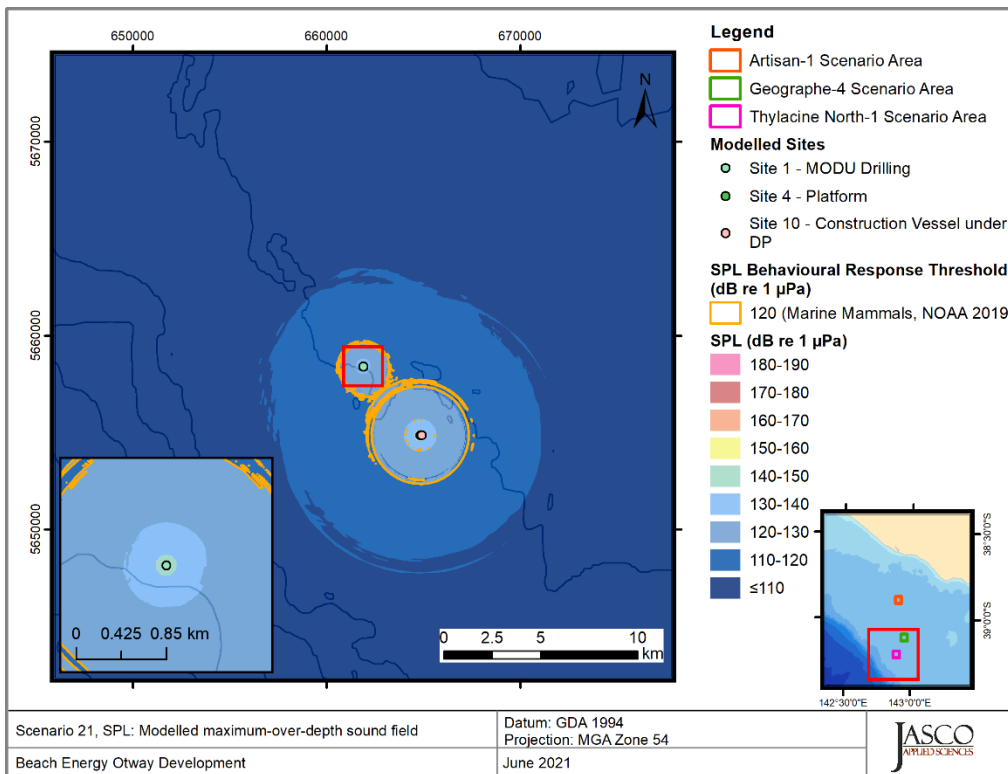 650000 660000 670000
5670000
5660000
5650000
N
0 0.425 0.85 km
0 2.5 5 10
km
Legend
Artisan-1 Scenario Area
Geographe-4 Scenario Area
Thylacine North-1 Scenario Area
Modelled Sites
Site 1 - MODU Drilling
Site 4 - Platform
Site 10 - Construction Vessel under
DP
SPL Behavioural Response Threshold
(dB re 1 µPa)
120 (Marine Mammals, NOAA 2019
SPL (dB re 1 µPa)
180-190
170-180
160-170
150-160
140-150
130-140
120-130
110-120
≤110
38°30'0"S
39°0'0"S
142°30'0"E 143°0'0"E
Scenario 21, SPL: Modelled maximum-over-depth sound field
Beach Energy Otway Development
Datum: GDA 1994
Projection: MGA Zone 54
June 2021
JASCO
APPLIED SCIENCES